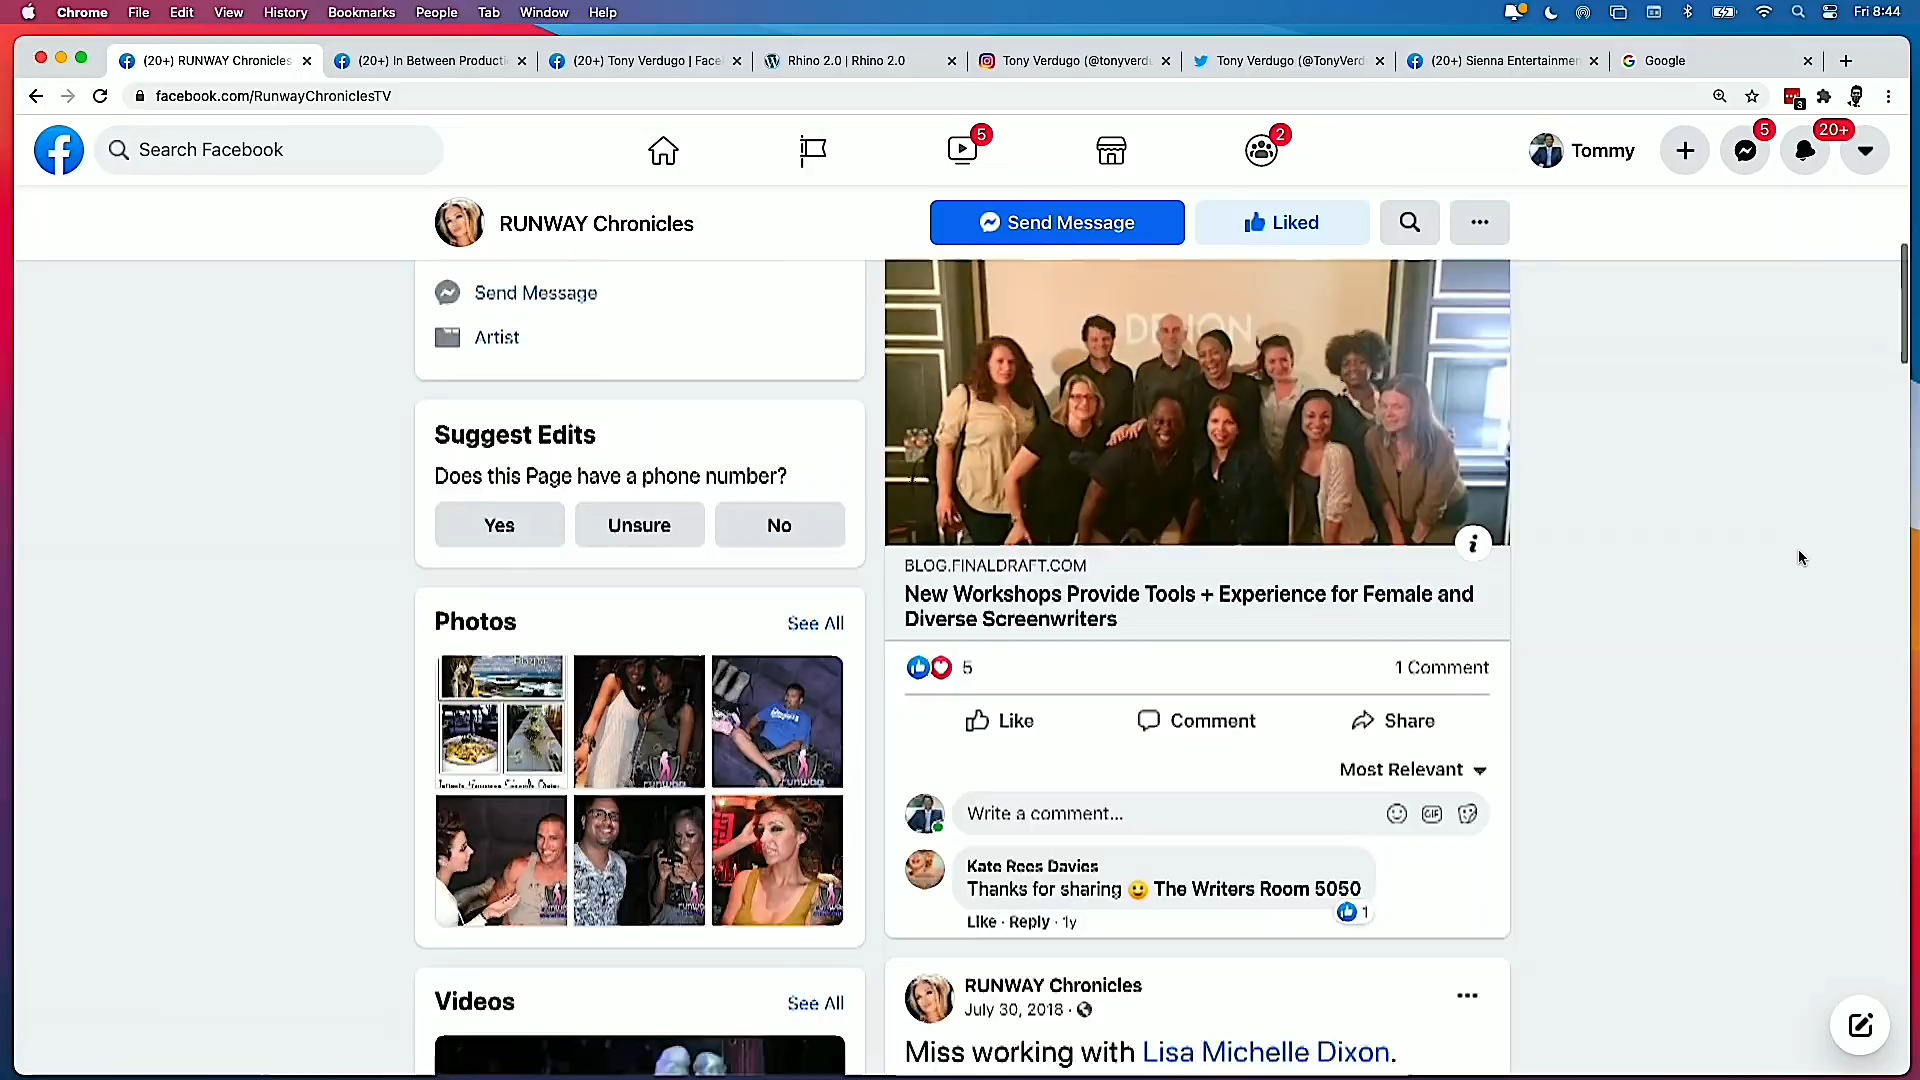 Chrome File Edit View History Bookmarks People Tab Window Help Fri 8:44
(20+) RUNWAY Chronicles
(20+) In Between Producti
(20+) Tony Verdugo | Face
Rhino 2.0 | Rhino 2.0
Tony Verdugo (@tonyverd
Tony Verdugo (@TonyVerd
(20+) Sienna Entertainmen
Google
facebook.com/RunwayChroniclesTV
3
Search Facebook
5
2
Tommy
5
20+
RUNWAY Chronicles
Send Message
Liked
Send Message
Artist
Suggest Edits
Does this Page have a phone number?
Yes Unsure No
Photos See All
Videos See All
DENON
BLOG.FINALDRAFT.COM
New Workshops Provide Tools + Experience for Female and
Diverse Screenwriters
5 1 Comment
Like Comment Share
Most Relevant
Write a comment...
GIF
Kate Rees Davies
Thanks for sharing 😃 The Writers Room 5050
1
Like · Reply · 1y
RUNWAY Chronicles
July 30, 2018 ·
Miss working with Lisa Michelle Dixon.